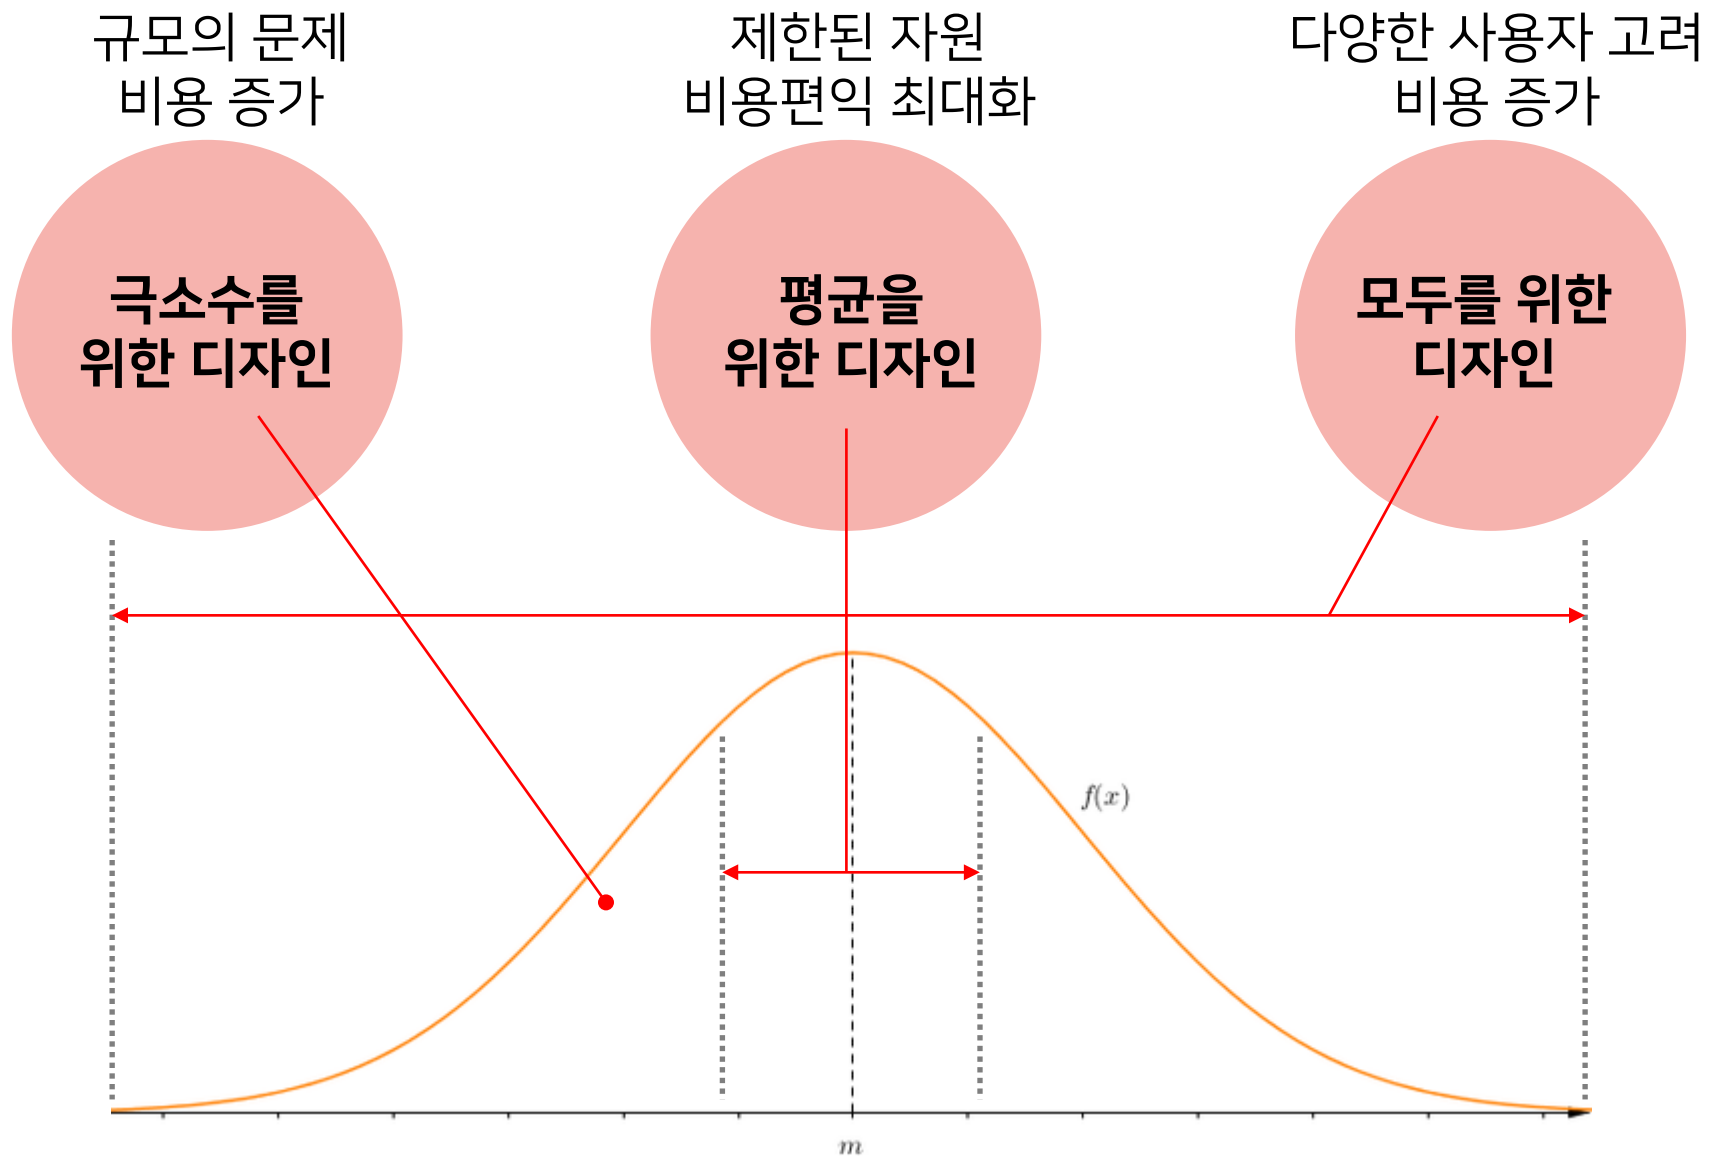 규모의 문제
비용 증가
제한된 자원
비용편익 최대화
다양한 사용자 고려
비용 증가
극소수를
위한 디자인
평균을
위한 디자인
모두를 위한
디자인
f(x)
m